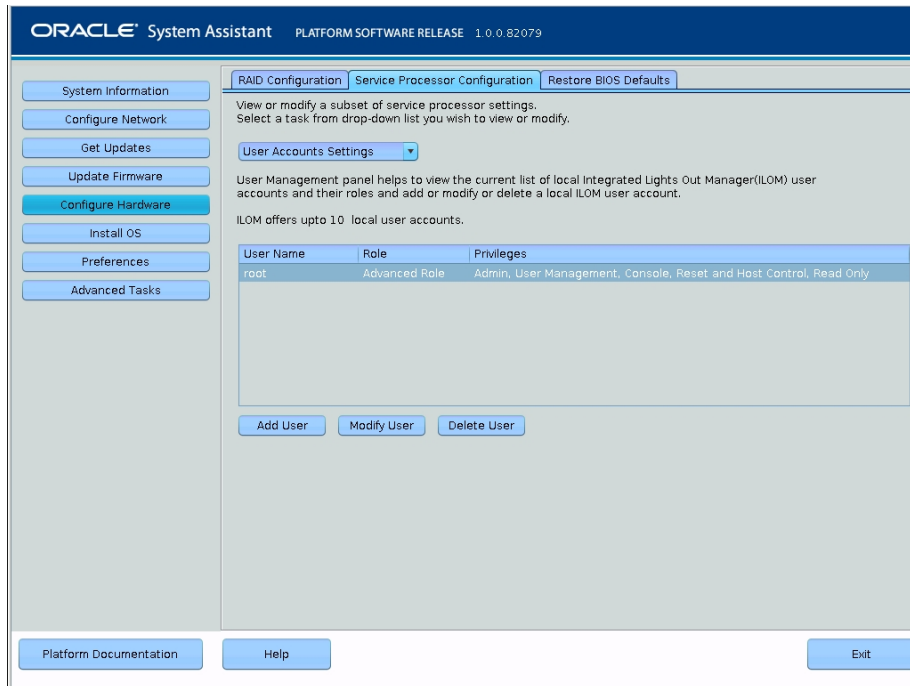 ORACLE System Assistant PLATFORM SOFTWARE RELEASE 1.0.0.82079
System Information
Configure Network
Get Updates
Update Firmware
Configure Hardware
Install OS
Preferences
Advanced Tasks
RAID Configuration Service Processor Configuration Restore BIOS Defaults
View or modify a subset of service processor settings.
Select a task from drop-down list you wish to view or modify.
User Accounts Settings
User Management panel helps to view the current list of local Integrated Lights Out Manager(ILOM) user
accounts and their roles and add or modify or delete a local ILOM user account.
ILOM offers upto 10 local user accounts.
User Name Role Privileges
root Advanced Role Admin, User Management, Console, Reset and Host Control, Read Only
Add User Modify User Delete User
Platform Documentation Help Exit